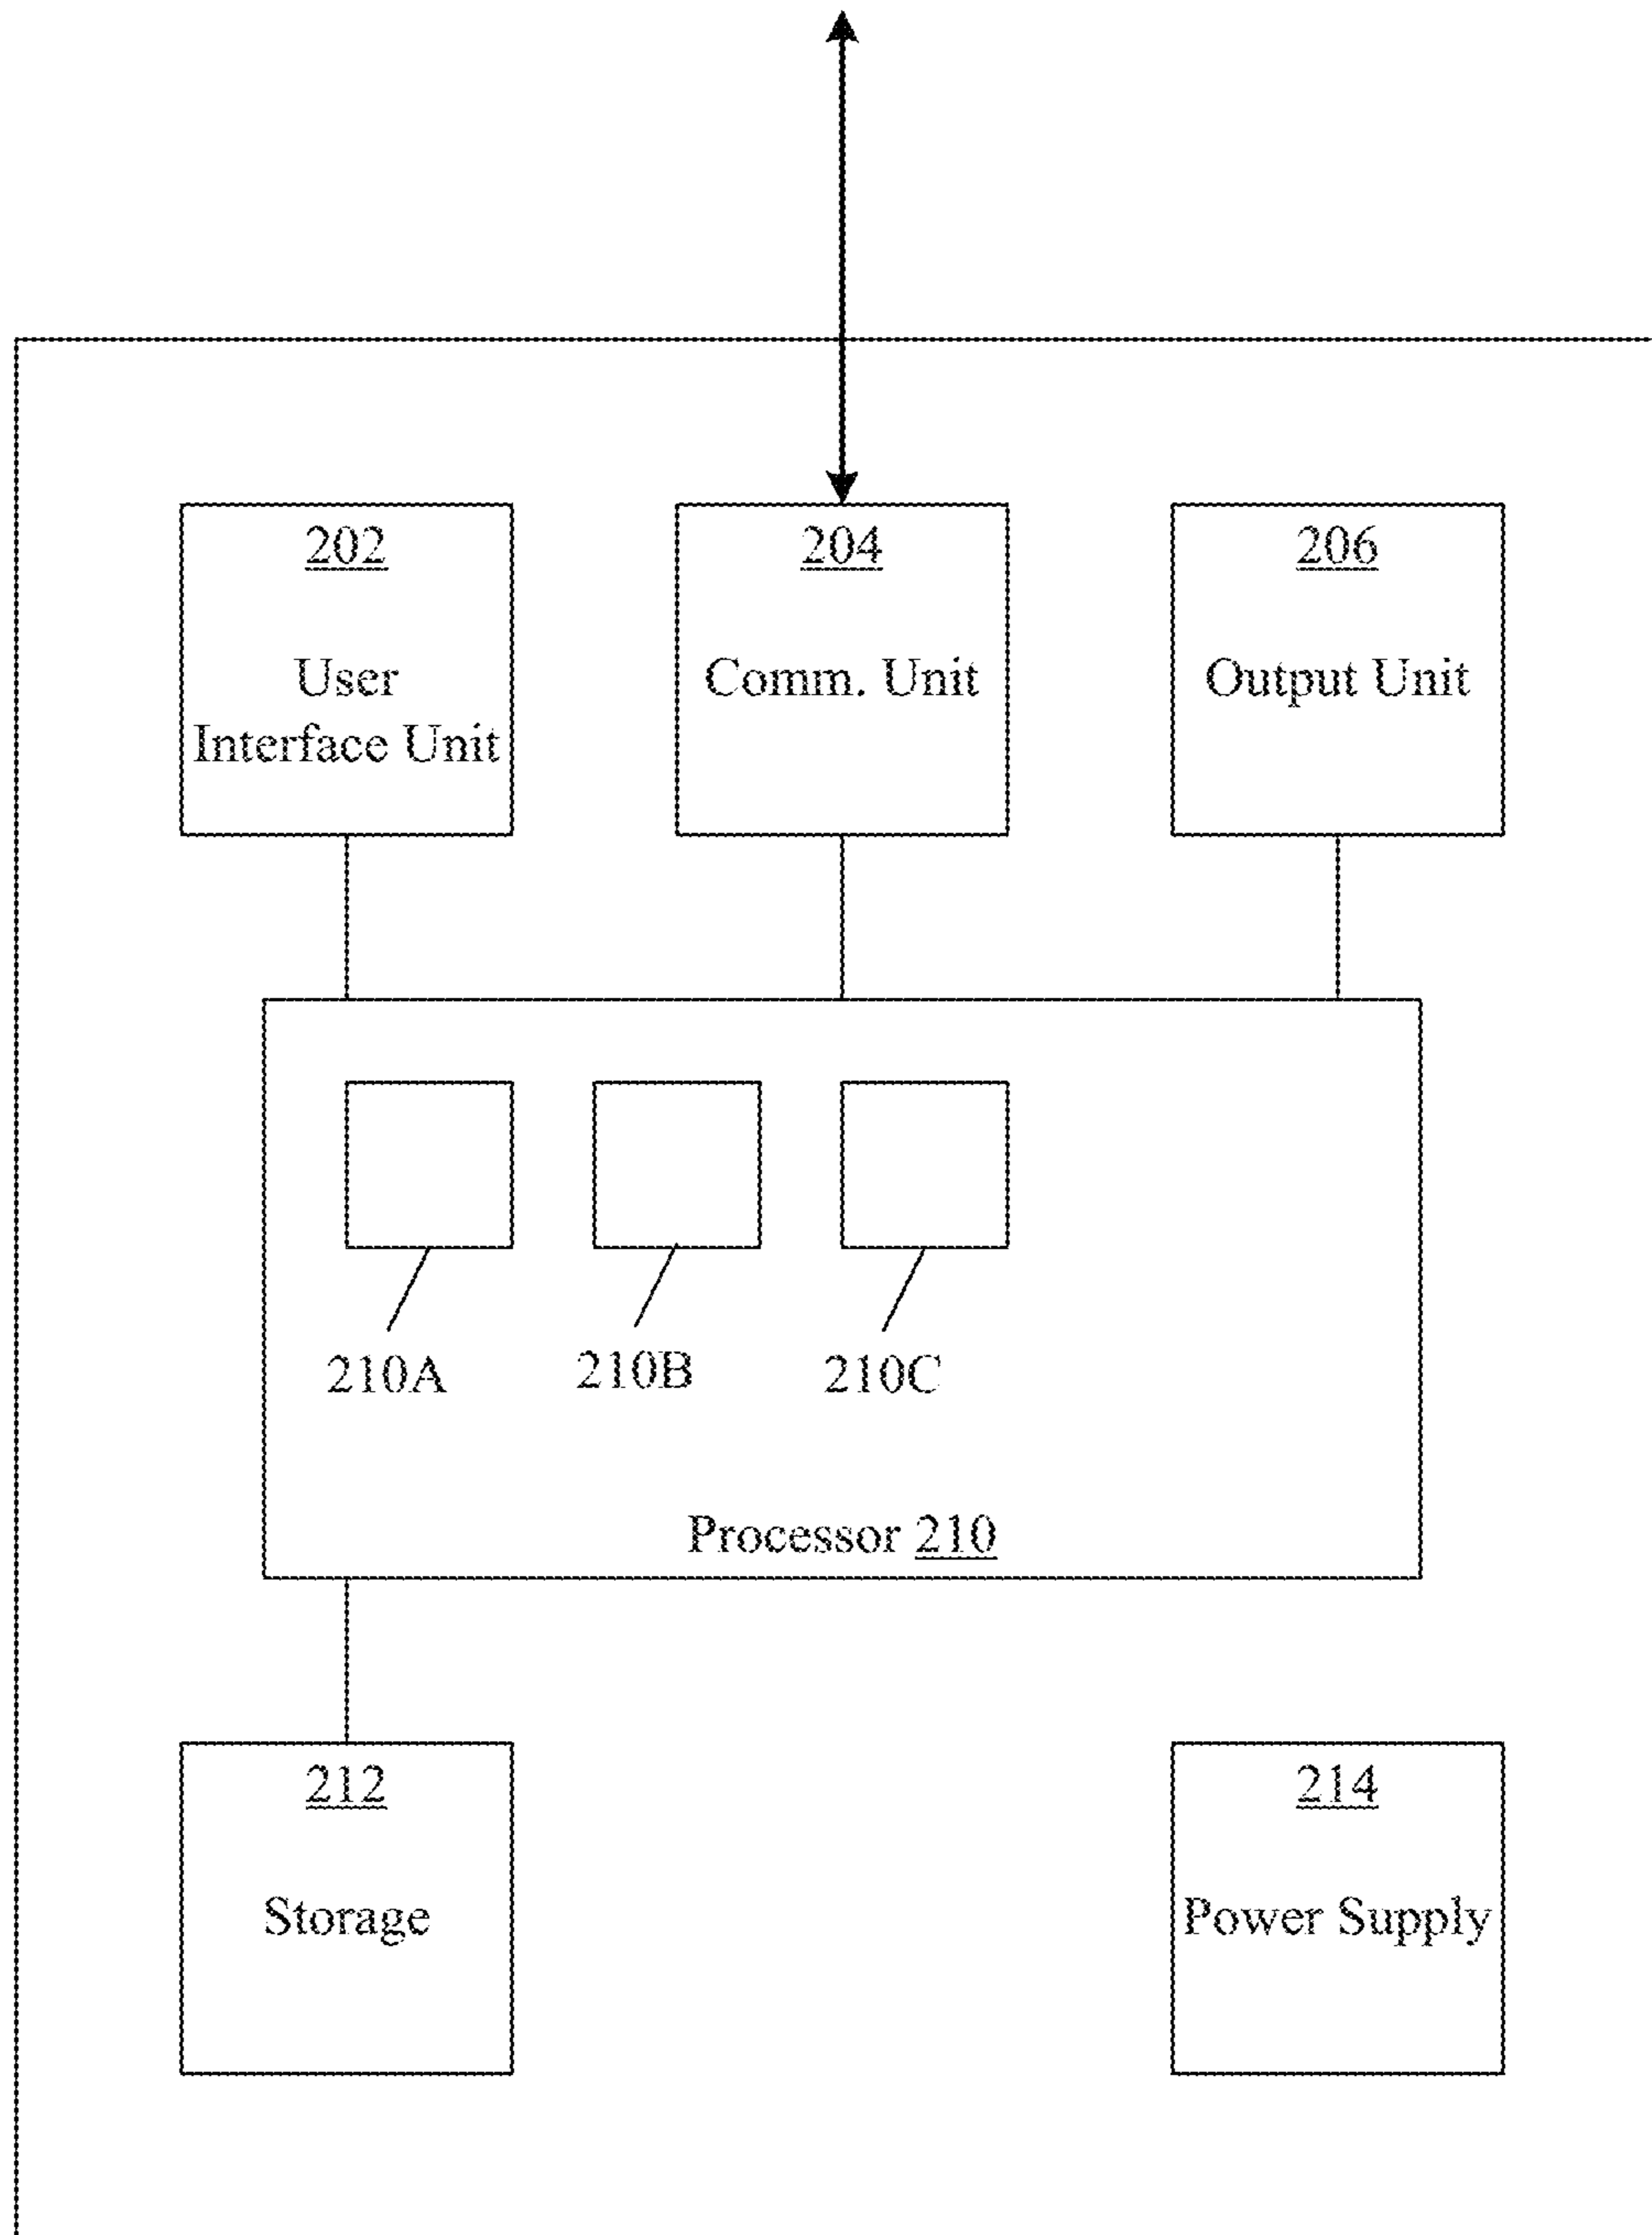 202
User
Interface Unit
204
Comm. Unit
206
Output Unit
210A
210B
210C
Processor 210
212
Storage
214
Power Supply